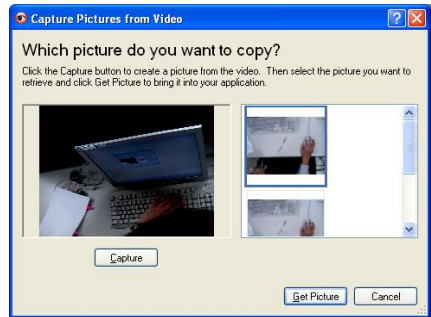 Capture Pictures from Video
Which picture do you want to copy?
Click the Capture button to create a picture from the video. Then select the picture you want to
retrieve and click Get Picture to bring it into your application.
Capture
Get Picture
Cancel